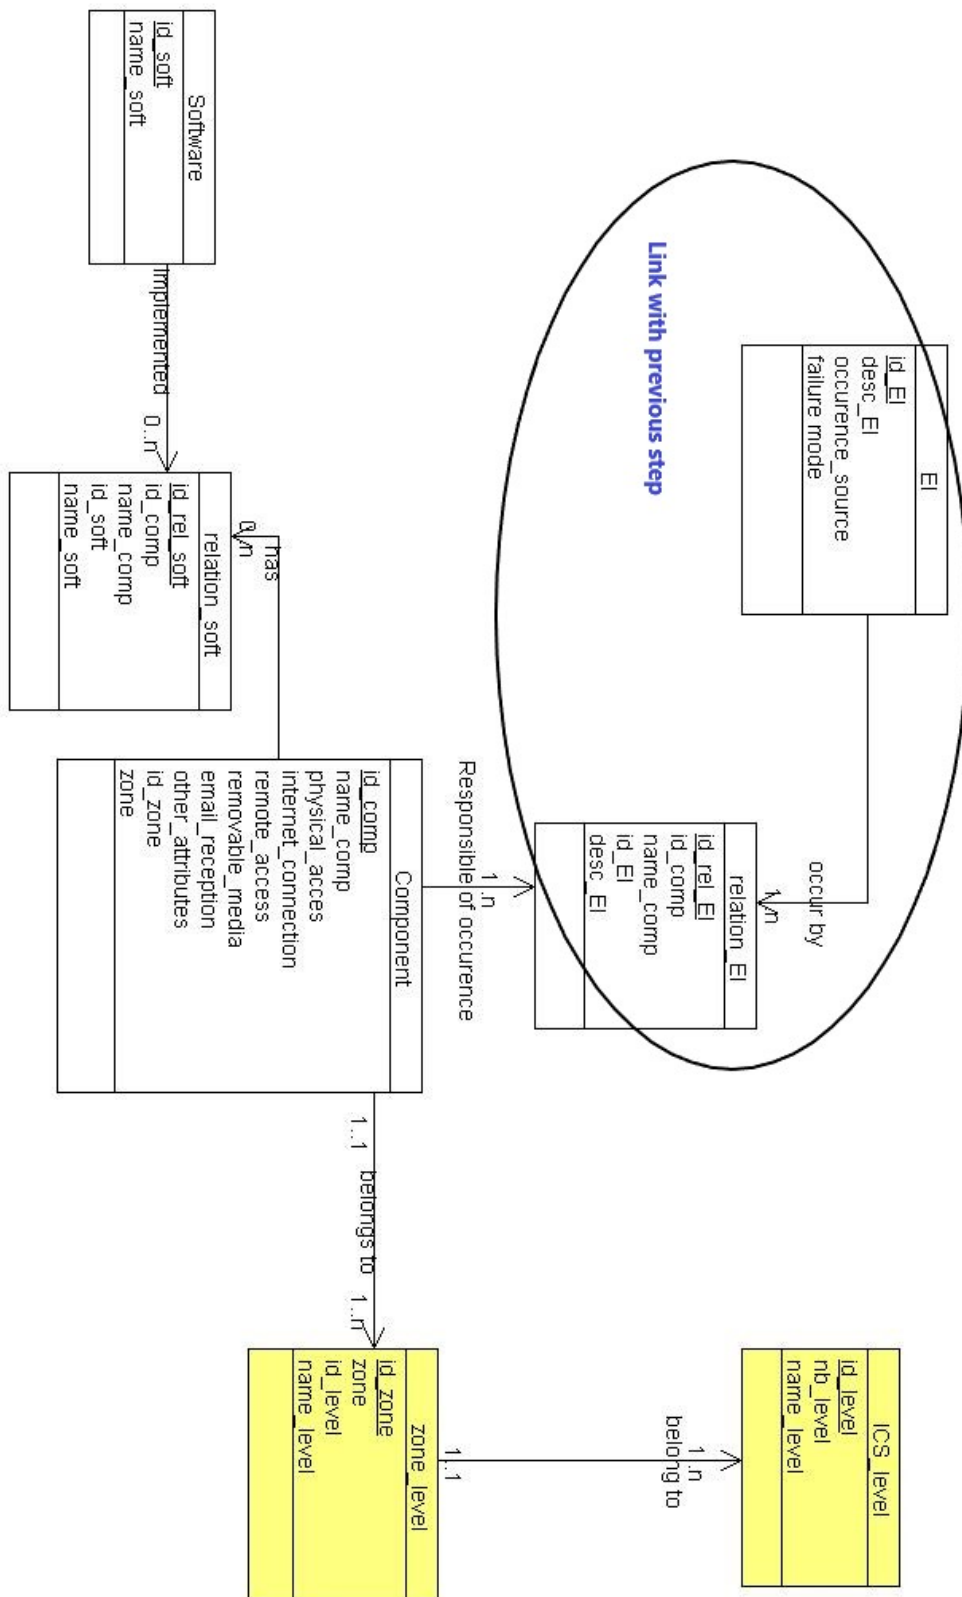 Software
id_soft
name_soft
Implemented
0..n
relation_soft
id_rel_soft
id_comp
name_comp
id_soft
name_soft
has
0..n
Link with previous step
EI
id_EI
desc_EI
occurence_source
failure mode
occur by
1..n
relation_EI
id_rel_EI
id_comp
name_comp
id_EI
desc_EI
1..n
Responsible of occurence
Component
id_comp
name_comp
physical_acces
internet_connection
remote_access
removable_media
email_reception
other_attributes
id_zone
zone
1..1
belongs to
1..n
zone_level
id_zone
zone
id_level
name_level
1..1
1..n
belong to
ICS_level
id_level
nb_level
name_level